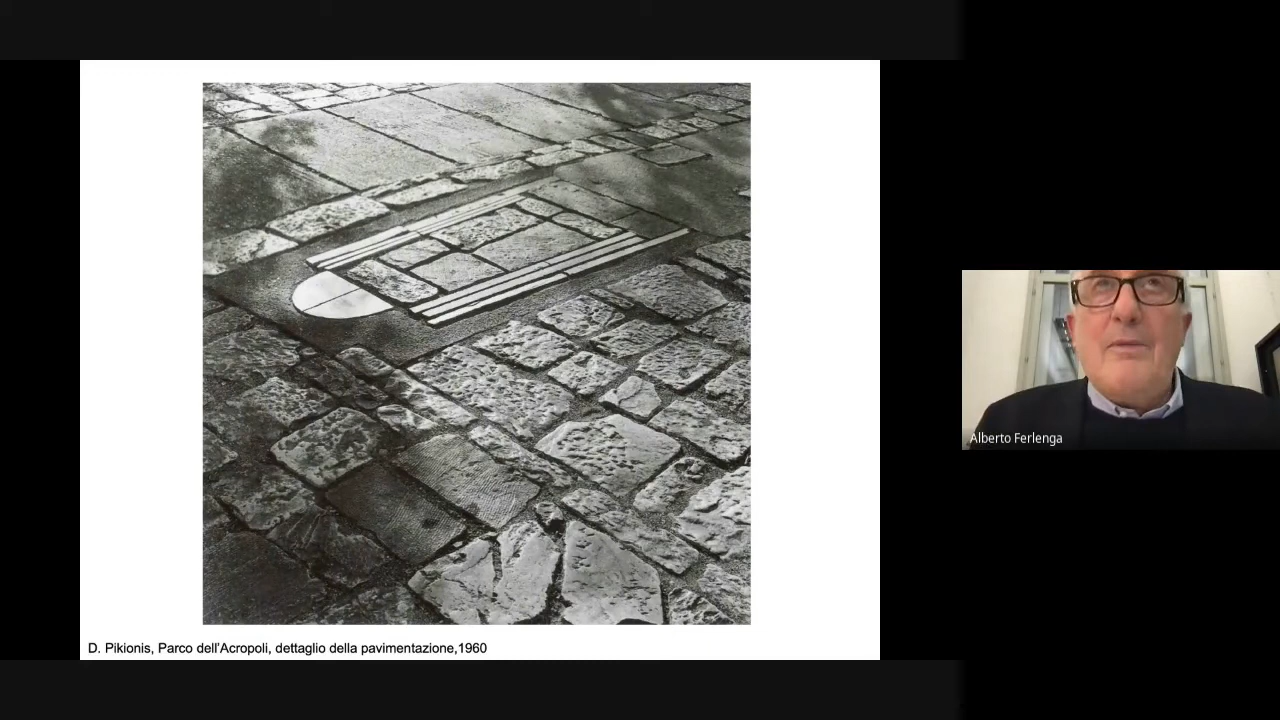 D. Pikionis, Parco dell'Acropoli, dettaglio della pavimentazione,1960
Alberto Ferlenga